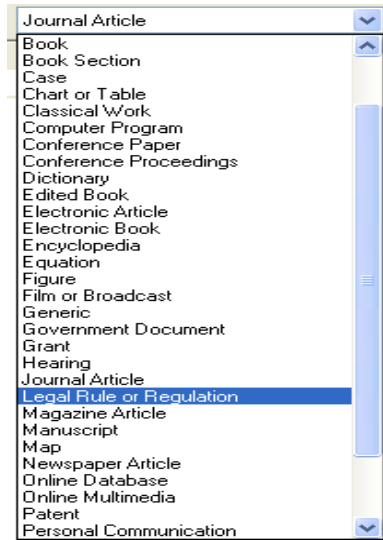 Journal Article
Book
Book Section
Case
Chart or Table
Classical Work
Computer Program
Conference Paper
Conference Proceedings
Dictionary
Edited Book
Electronic Article
Electronic Book
Encyclopedia
Equation
Figure
Film or Broadcast
Generic
Government Document
Grant
Hearing
Journal Article
Legal Rule or Regulation
Magazine Article
Manuscript
Map
Newspaper Article
Online Database
Online Multimedia
Patent
Personal Communication